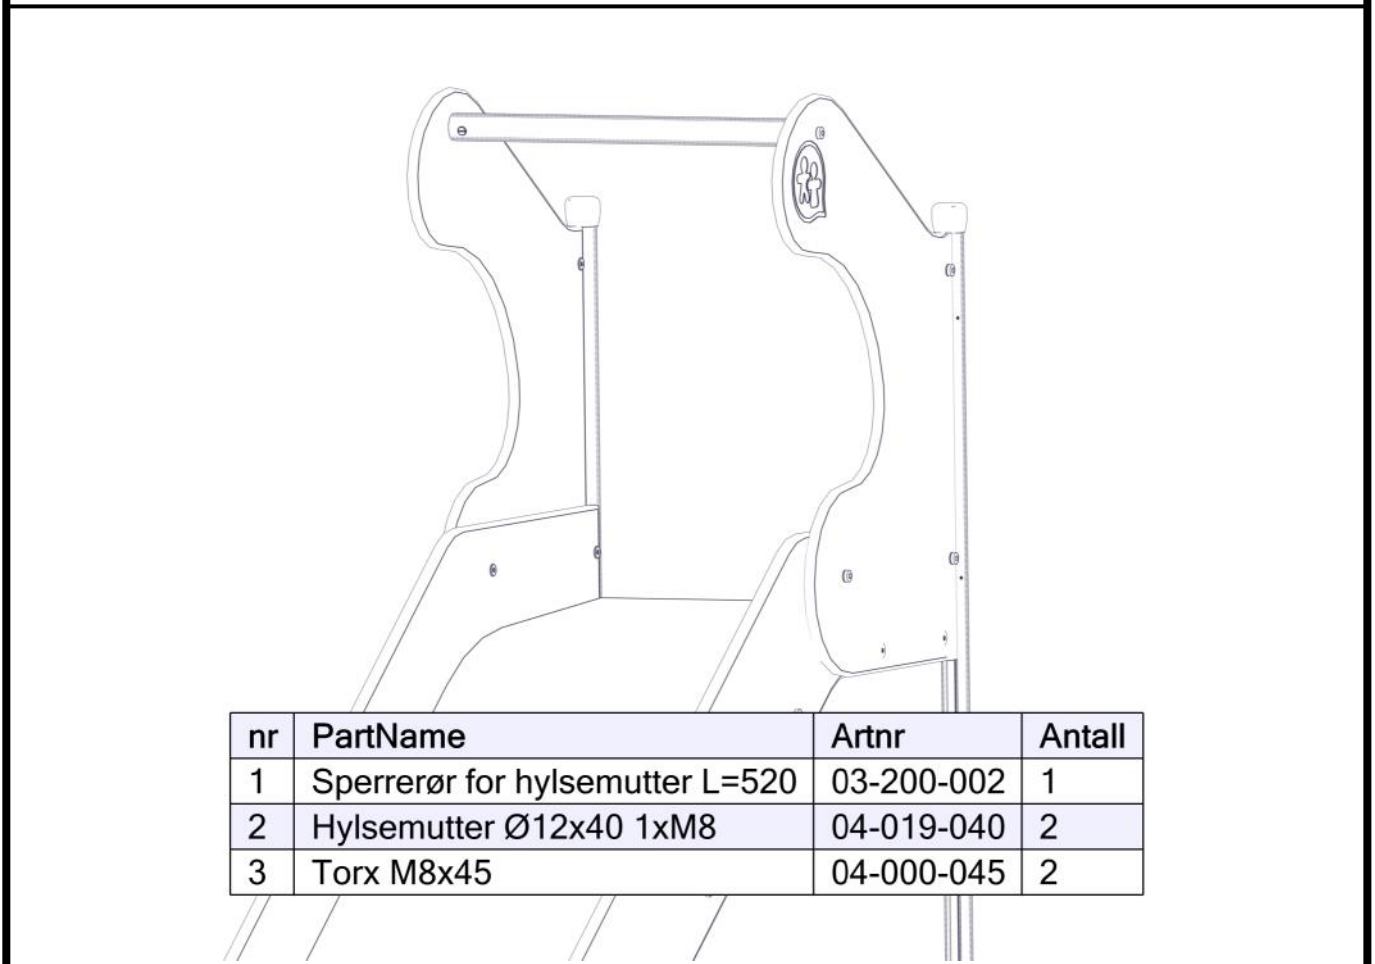 nr PartName Artnr Antall
1 Sperrerør for hylsemutter L=520 03-200-002 1
2 Hylsemutter Ø12x40 1xM8 04-019-040 2
3 Torx M8x45 04-000-045 2